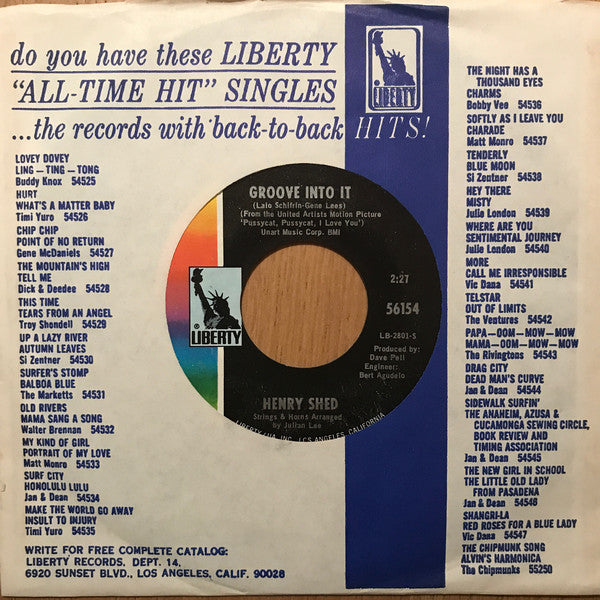 do you have these LIBERTY
"ALL-TIME HIT" SINGLES
...the records with back-to-back HITS!
LIBERTY
LOVEY DOVEY
LING – TING – TONG
Buddy Knox 54525
HURT
WHAT'S A MATTER BABY
Timi Yuro 54526
CHIP CHIP
POINT OF NO RETURN
Gene McDaniels 54527
THE MOUNTAIN'S HIGH
TELL ME
Dick & Deedee 54528
THIS TIME
TEARS FROM AN ANGEL
Troy Shondell 54529
UP A LAZY RIVER
AUTUMN LEAVES
Si Zentner 54530
SURFER'S STOMP
BALBOA BLUE
The Marketts 54531
OLD RIVERS
MAMA SANG A SONG
Walter Brennan 54532
MY KIND OF GIRL
PORTRAIT OF MY LOVE
Matt Monro 54533
SURF CITY
HONOLULU LULU
Jan & Dean 54534
MAKE THE WORLD GO AWAY
INSULT TO INJURY
Timi Yuro 54535
WRITE FOR FREE COMPLETE CATALOG:
LIBERTY RECORDS, DEPT. 14,
6920 SUNSET BLVD., LOS ANGELES, CALIF. 90028
GROOVE INTO IT
(Lalo Schifrin-Gene Lees)
(From the United Artists Motion Picture
'Pussycat, Pussycat, I Love You')
Unart Music Corp. BMI
2:27
56154
LB-2801-S
Produced by:
Dave Pell
Engineer:
Bert Agudelo
LIBERTY
HENRY SHED
Strings & Horns Arranged
by Julian Lee
LIBERTY/UA, INC., LOS ANGELES, CALIFORNIA
THE NIGHT HAS A
THOUSAND EYES
CHARMS
Bobby Vee 54536
SOFTLY AS I LEAVE YOU
CHARADE
Matt Monro 54537
TENDERLY
BLUE MOON
Si Zentner 54538
HEY THERE
MISTY
Julie London 54539
WHERE ARE YOU
SENTIMENTAL JOURNEY
Julie London 54540
MORE
CALL ME IRRESPONSIBLE
Vic Dana 54541
TELSTAR
OUT OF LIMITS
The Ventures 54542
PAPA–OOM–MOW–MOW
MAMA–OOM–MOW–MOW
The Rivingtons 54543
DRAG CITY
DEAD MAN'S CURVE
Jan & Dean 54544
SIDEWALK SURFIN'
THE ANAHEIM, AZUSA &
CUCAMONGA SEWING CIRCLE,
BOOK REVIEW AND
TIMING ASSOCIATION
Jan & Dean 54545
THE NEW GIRL IN SCHOOL
THE LITTLE OLD LADY
FROM PASADENA
Jan & Dean 54546
SHANGRI-LA
RED ROSES FOR A BLUE LADY
Vic Dana 54547
THE CHIPMUNK SONG
ALVIN'S HARMONICA
The Chipmunks 55250